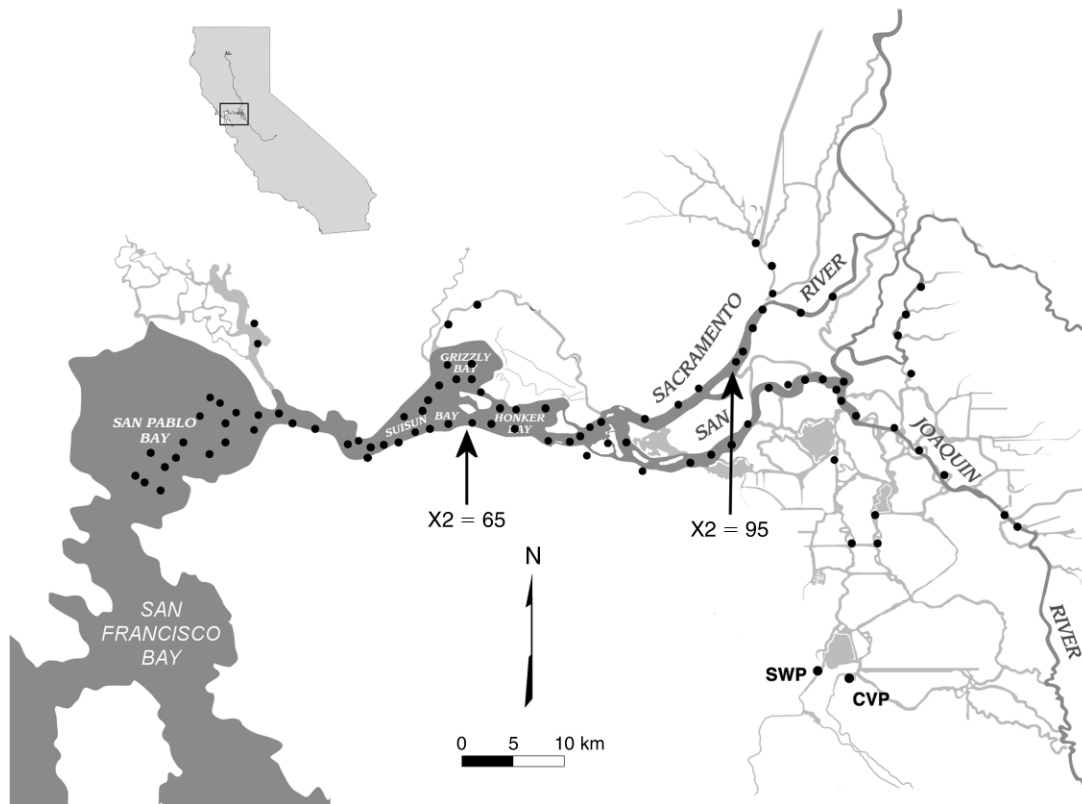 SACRAMENTO
RIVER
GRIZZLY
BAY
SAN PABLO
BAY
SUISUN
BAY
HONKER
BAY
SAN
JOAQUIN
RIVER
X2 = 65
X2 = 95
N
SAN
FRANCISCO
BAY
SWP
CVP
0 5 10 km